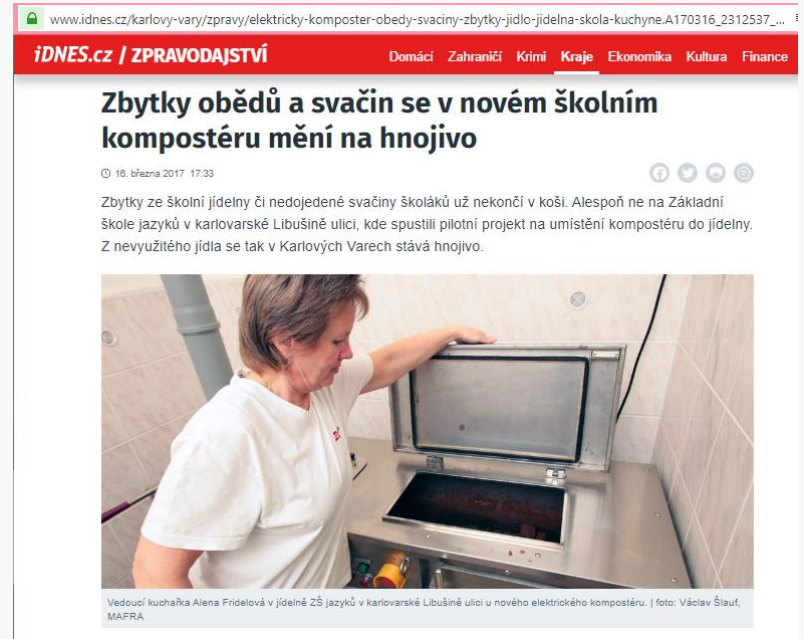 www.idnes.cz/karlovy-vary/zpravy/elektricky-komposter-obedy-svaciny-zbytky-jidlo-jidelna-skola-kuchyne.A170316_2312537_...
iDNES.cz / ZPRAVODAJSTVÍ Domácí Zahraničí Krimi Kraje Ekonomika Kultura Finance
Zbytky obědů a svačin se v novém školním
kompostéru mění na hnojivo
16. března 2017 17:33
Zbytky ze školní jídelny či nedojedené svačiny školáků už nekončí v koši. Alespoň ne na Základní
škole jazyků v karlovarské Libušině ulici, kde spustili pilotní projekt na umístění kompostéru do jídelny.
Z nevyužitého jídla se tak v Karlových Varech stává hnojivo.
Vedoucí kuchařka Alena Fridelová v jídelně ZŠ jazyků v karlovarské Libušině ulici u nového elektrického kompostéru. | foto: Václav Šlauf,
MAFRA